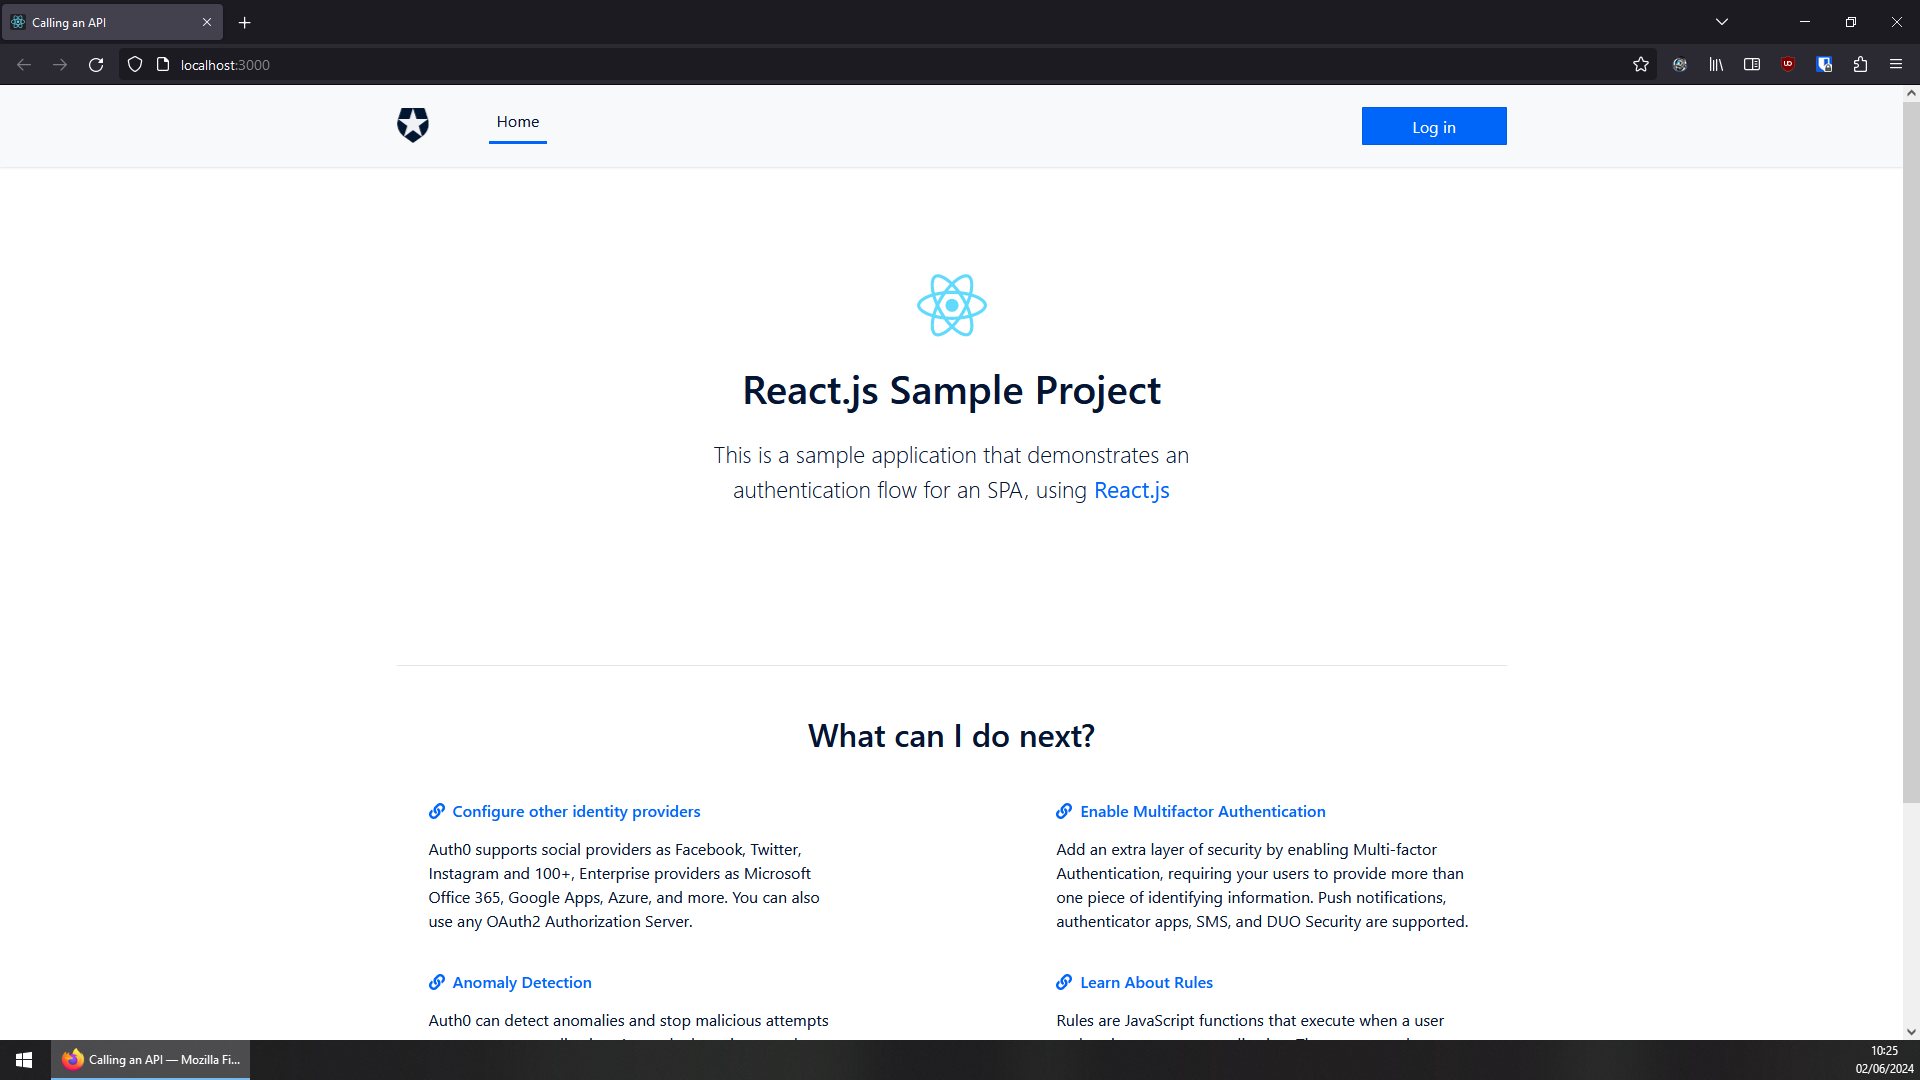 Calling an API
localhost:3000
Home
Log in
React.js Sample Project
This is a sample application that demonstrates an
authentication flow for an SPA, using React.js
What can I do next?
Configure other identity providers
Auth0 supports social providers as Facebook, Twitter,
Instagram and 100+, Enterprise providers as Microsoft
Office 365, Google Apps, Azure, and more. You can also
use any OAuth2 Authorization Server.
Enable Multifactor Authentication
Add an extra layer of security by enabling Multi-factor
Authentication, requiring your users to provide more than
one piece of identifying information. Push notifications,
authenticator apps, SMS, and DUO Security are supported.
Anomaly Detection
Auth0 can detect anomalies and stop malicious attempts
Learn About Rules
Rules are JavaScript functions that execute when a user
Calling an API — Mozilla Fi...
10:25
02/06/2024